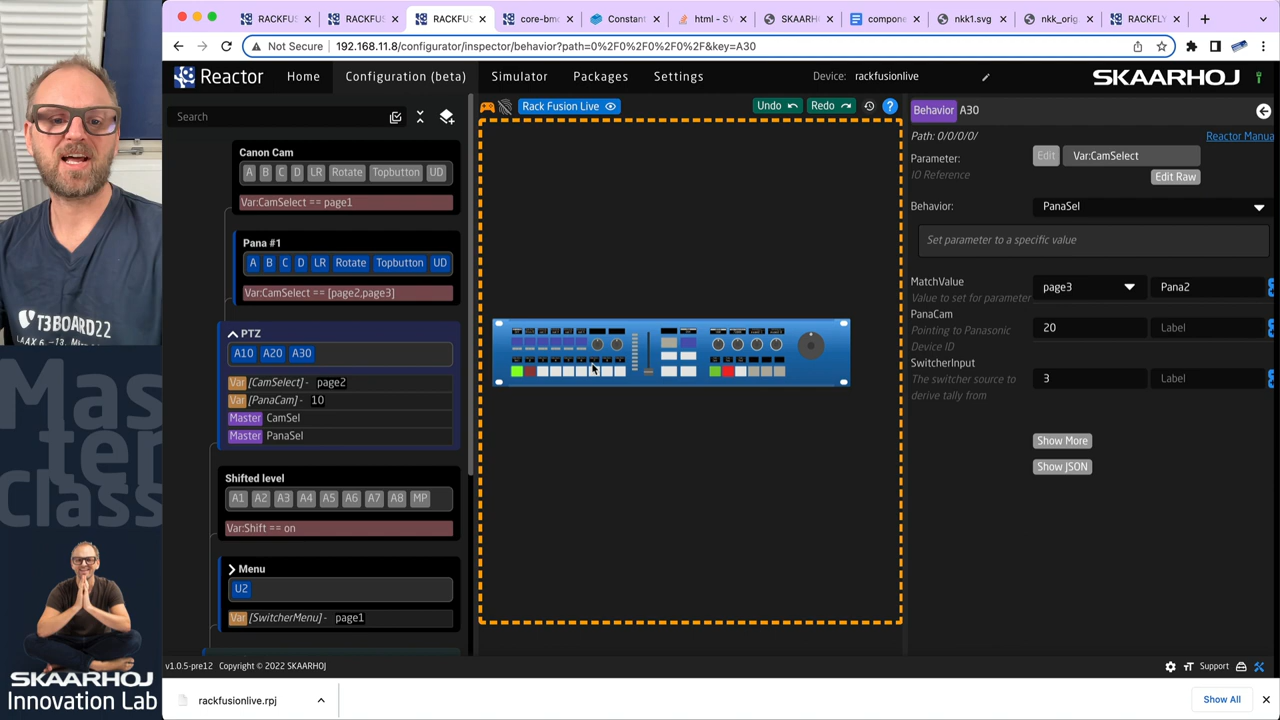 RACKFUS
RACKFUS
RACKFUS
core-bm
Constant
html - SV
SKAARH
compone
nkk1.svg
nkk_orig
RACKFLY
Not Secure
192.168.11.8/configurator/inspector/behavior?path=0%2F0%2F0%2F0%2F&key=A30
Reactor
Home
Configuration (beta)
Simulator
Packages
Settings
Device:
rackfusionlive
SKAARHOJ
Search
Rack Fusion Live
Undo
Redo
?
Canon Cam
A B C D LR Rotate Topbutton UD
Var:CamSelect == page1
Pana #1
A B C D LR Rotate Topbutton UD
Var:CamSelect == [page2,page3]
PTZ
A10 A20 A30
Var [CamSelect] - page2
Var [PanaCam] - 10
Master CamSel
Master PanaSel
Shifted level
A1 A2 A3 A4 A5 A6 A7 A8 MP
Var:Shift == on
Menu
U2
Var [SwitcherMenu] - page1
Behavior A30
Path: 0/0/0/0/
Reactor Manua
Parameter:
IO Reference
Edit
Var:CamSelect
Edit Raw
Behavior:
PanaSel
Set parameter to a specific value
MatchValue
Value to set for parameter
page3
Pana2
PanaCam
Pointing to Panasonic
Device ID
20
Label
SwitcherInput
The switcher source
to derive tally from
3
Label
Show More
Show JSON
v1.0.5-pre12 Copyright © 2022 SKAARHOJ
Support
rackfusionlive.rpj
Show All
T3BOARD22
Mas
ter
Class
SKAARHOJ
Innovation Lab